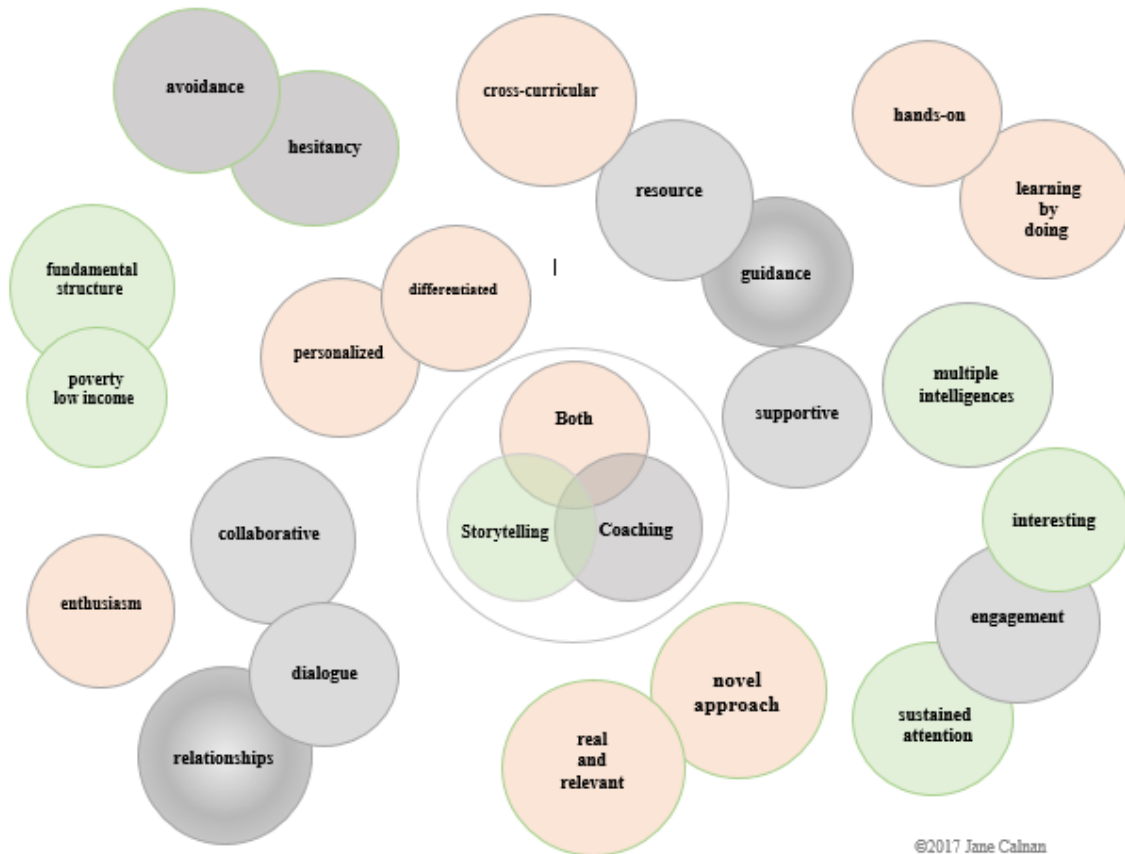 avoidance
hesitancy
cross-curricular
resource
guidance
supportive
hands-on
learning
by
doing
fundamental
structure
poverty
low income
differentiated
personalized
multiple
intelligences
Both
Storytelling
Coaching
interesting
engagement
sustained
attention
collaborative
enthusiasm
dialogue
relationships
novel
approach
real
and
relevant
©2017 Jane Calnan